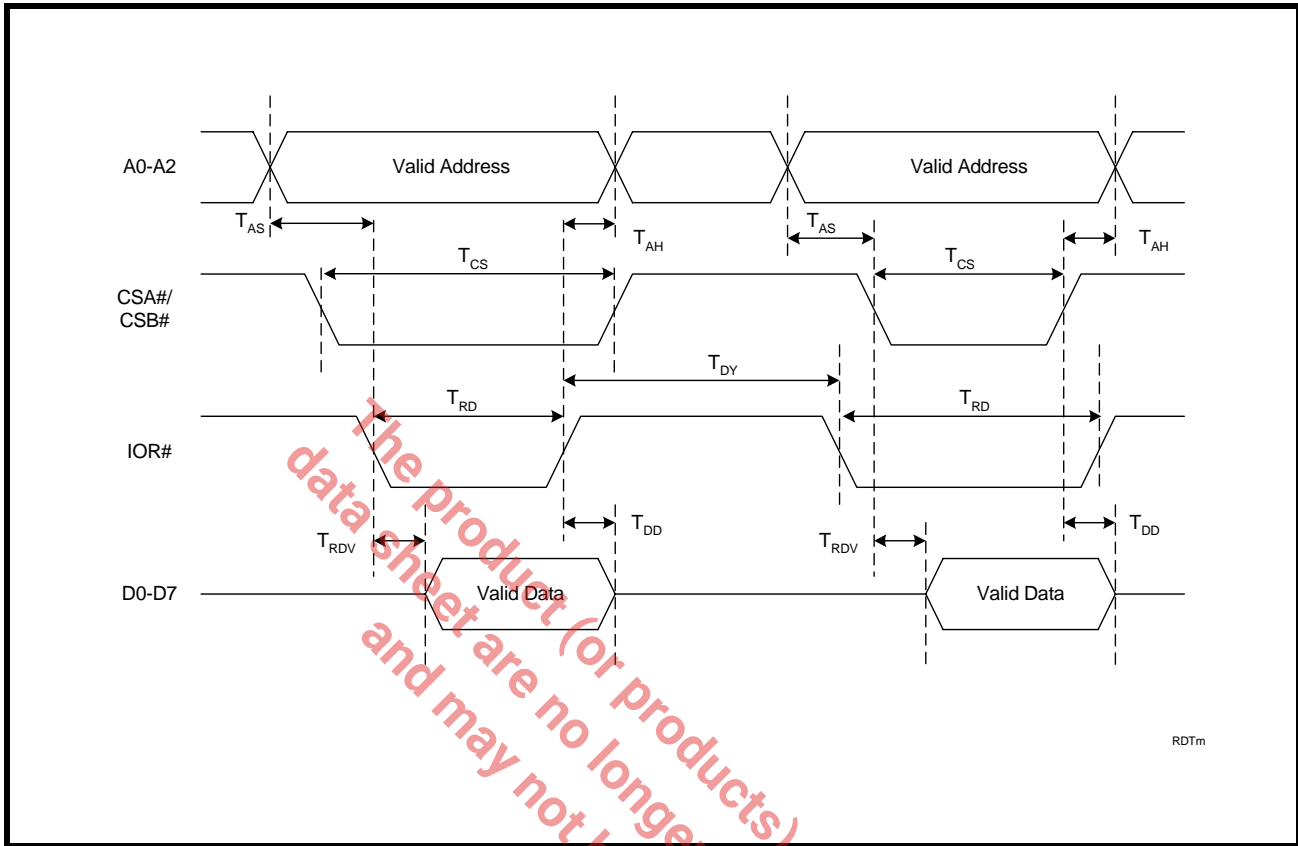 A0-A2
Valid Address
Valid Address
TAS
TAH
TAS
TAH
CSA#/
CSB#
TCS
TCS
TDY
TRD
TRD
IOR#
TRDV
TDD
TRDV
TDD
D0-D7
Valid Data
Valid Data
The product (or products)
data sheet are no longer
and may not
RDTm